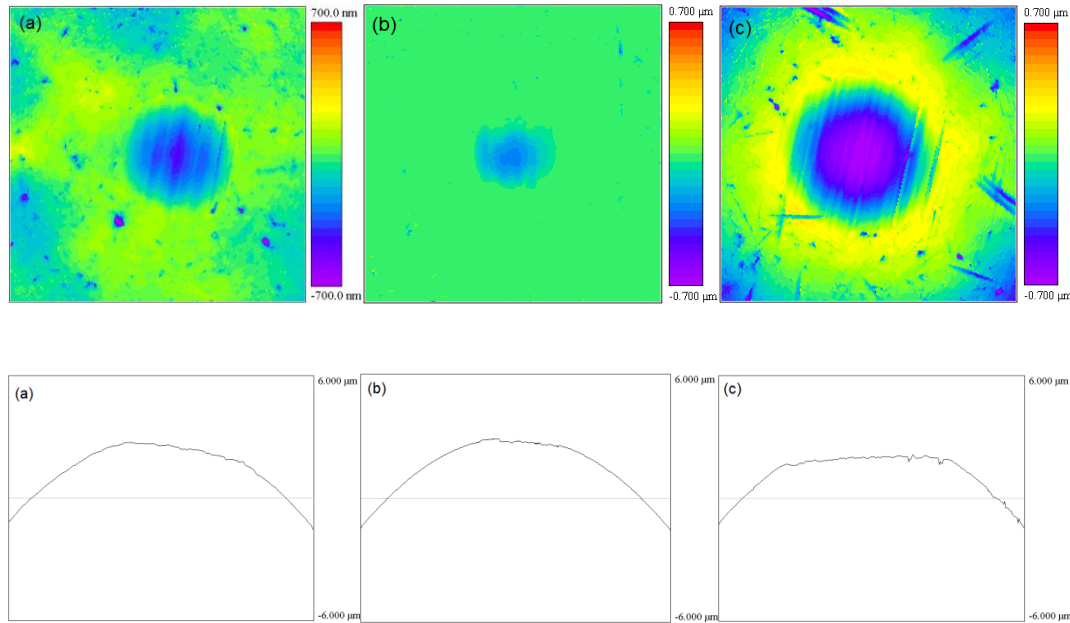 (a)
700.0 nm
-700.0 nm
(b)
0.700 µm
-0.700 µm
(c)
0.700 µm
-0.700 µm
(a)
6.000 µm
-6.000 µm
(b)
6.000 µm
-6.000 µm
(c)
6.000 µm
-6.000 µm